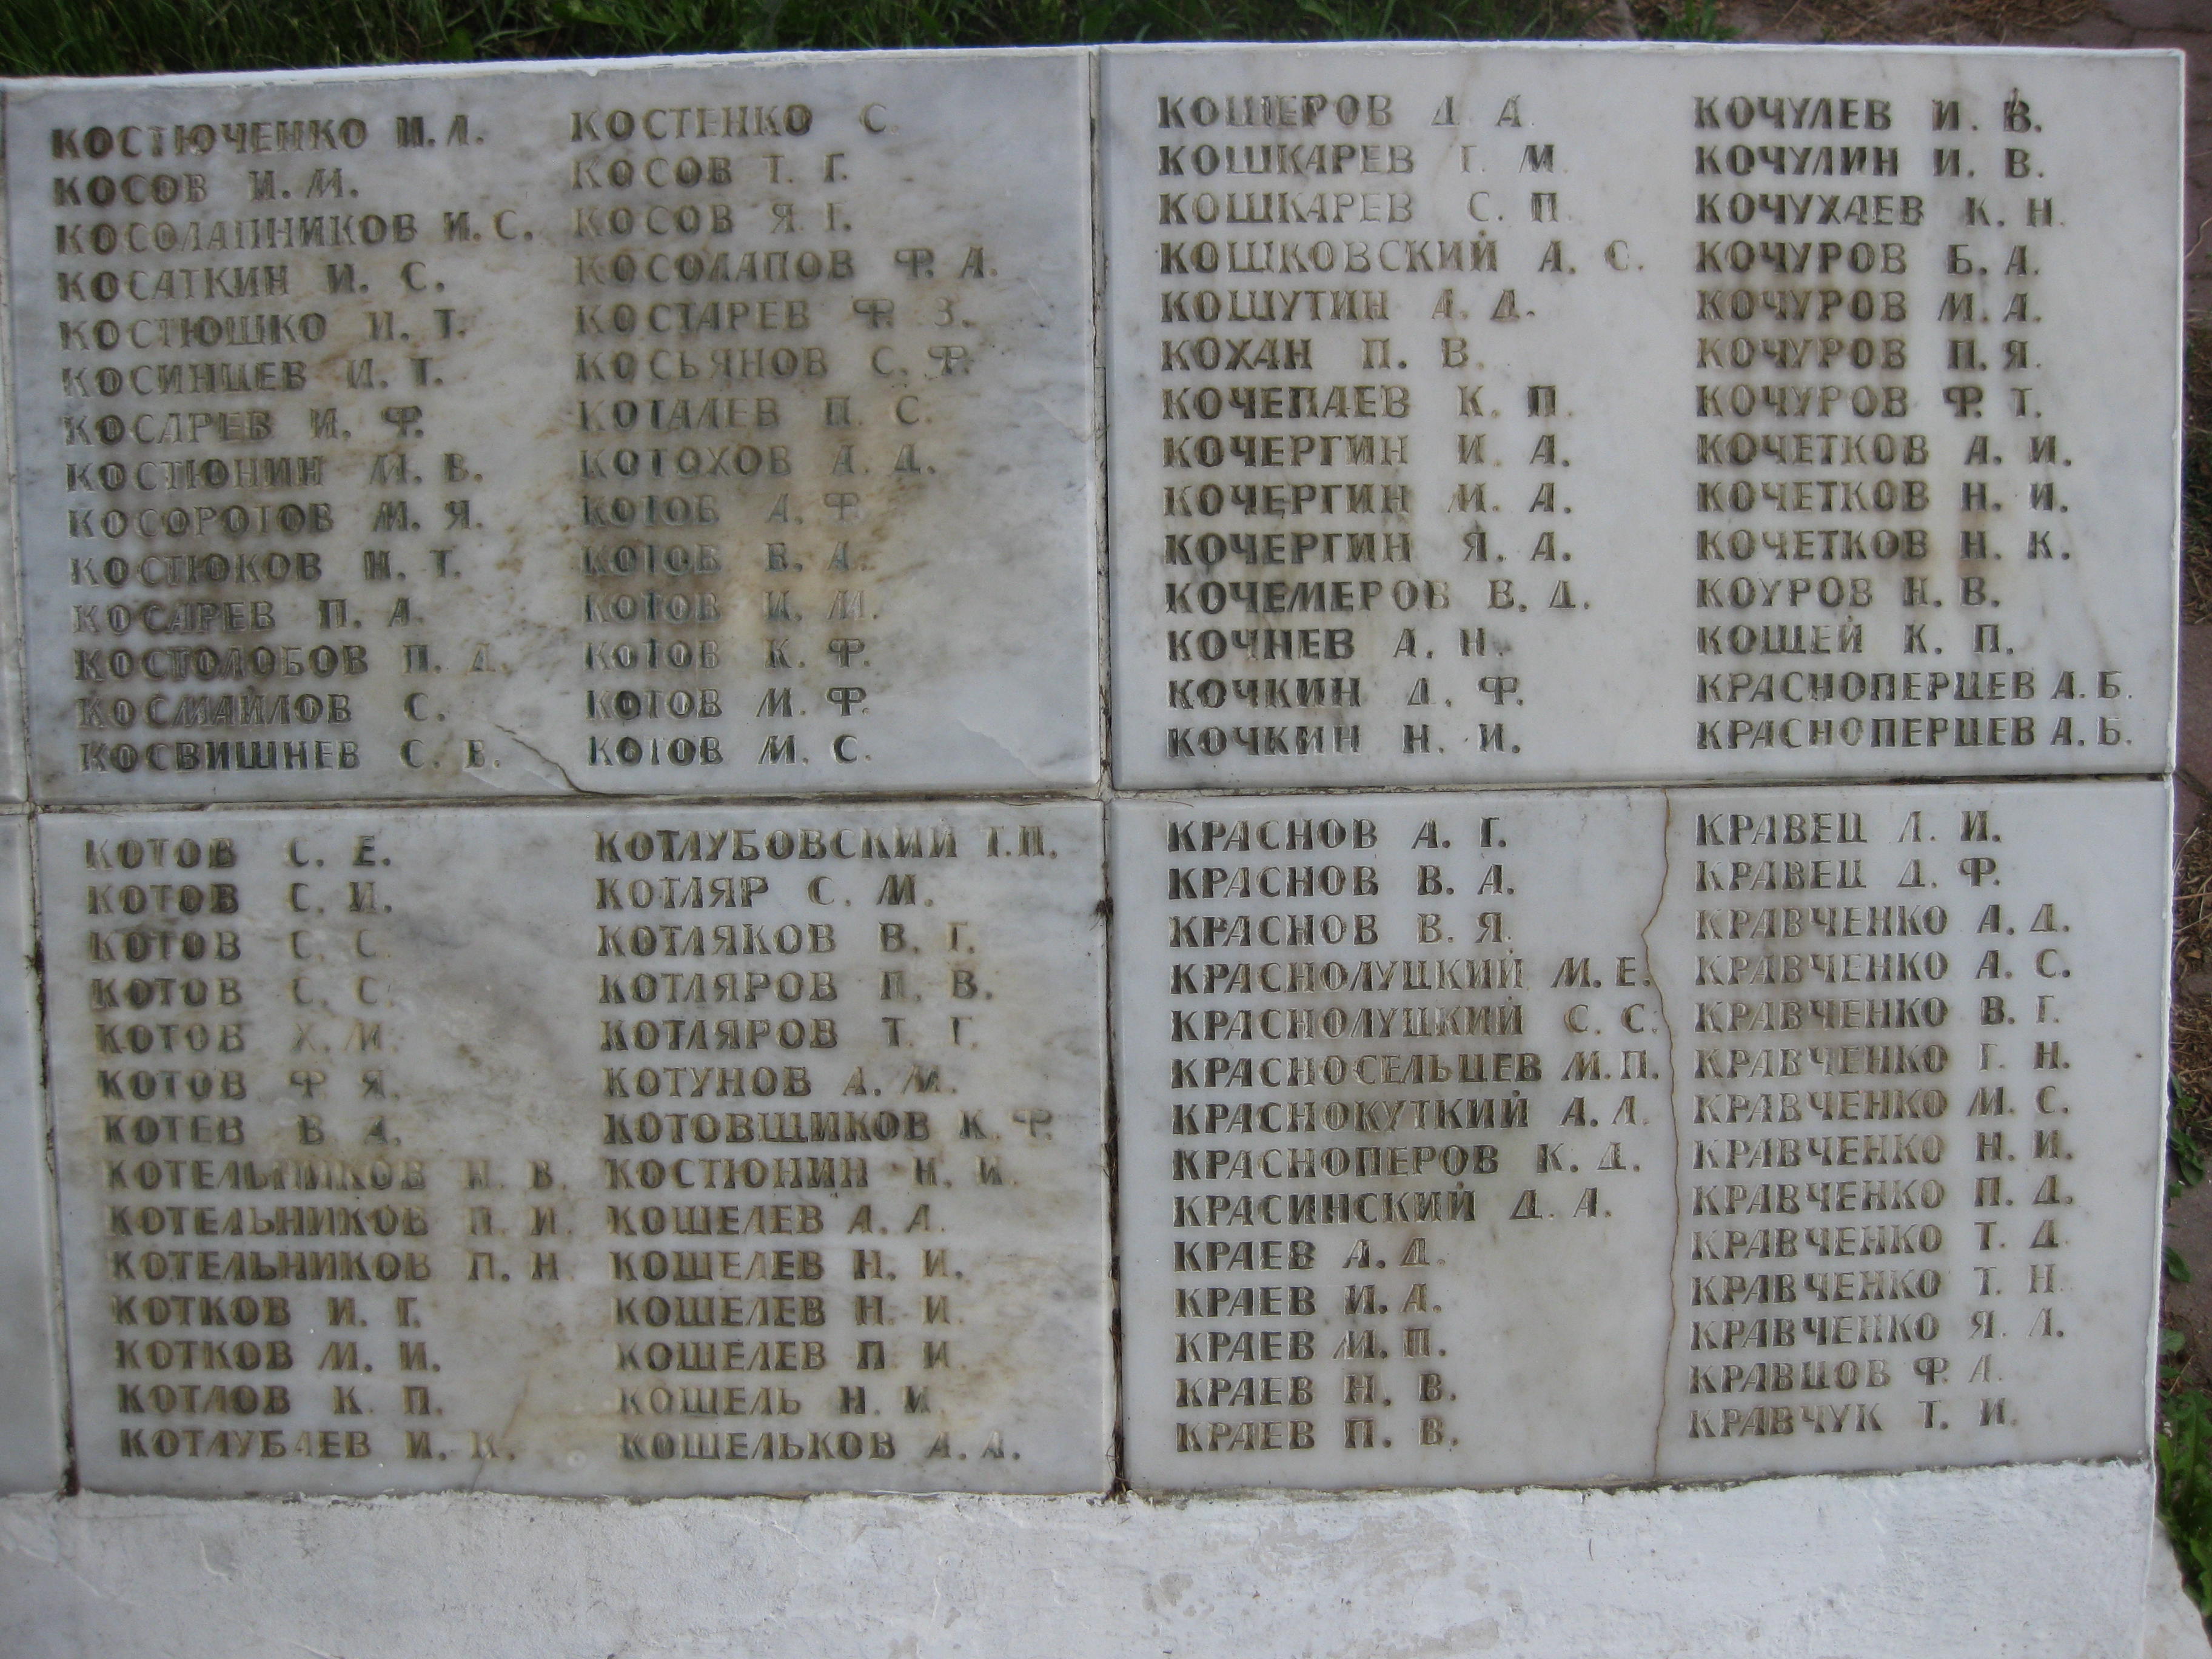 КОСТЮЧЕНКО И.Л.
КОСОВ И.М.
КОСОЛАПНИКОВ И.С.
КОСАТКИН И.С.
КОСТЮШКО И.Т.
КОСИНЦЕВ И.Т.
КОСАРЕВ И.Ф.
КОСТЮНИН М.В.
КОСОРОТОВ М.Я.
КОСТЮКОВ Н.Т.
КОСАРЕВ П.А.
КОСТОЛОБОВ П.Д.
КОСМАЙЛОВ С.
КОСВИШНЕВ С.Е.
КОСТЕНКО С.
КОСОВ Т.Г.
КОСОВ Я.Г.
КОСОЛАПОВ Ф.А.
КОСТАРЕВ Ф.З.
КОСЬЯНОВ С.Ф.
КОТАЛЕВ П.С.
КОТОХОВ А.Д.
КОТОВ А.Ф.
КОТОВ В.А.
КОТОВ И.М.
КОТОВ К.Ф.
КОТОВ М.Ф.
КОТОВ М.С.
КОШЕРОВ Д.А.
КОШКАРЕВ Г.М.
КОШКАРЕВ С.П.
КОШКОВСКИЙ А.С.
КОШУТИН А.Д.
КОХАН П.В.
КОЧЕПАЕВ К.П.
КОЧЕРГИН И.А.
КОЧЕРГИН М.А.
КОЧЕРГИН Я.А.
КОЧЕМЕРОВ В.Д.
КОЧНЕВ А.Н.
КОЧКИН Д.Ф.
КОЧКИН Н.И.
КОЧУЛЕВ И.В.
КОЧУЛИН И.В.
КОЧУХАЕВ К.Н.
КОЧУРОВ Б.А.
КОЧУРОВ М.А.
КОЧУРОВ П.Я.
КОЧУРОВ Ф.Т.
КОЧЕТКОВ А.И.
КОЧЕТКОВ Н.И.
КОЧЕТКОВ Н.К.
КОУРОВ Н.В.
КОЩЕЙ К.П.
КРАСНОПЕРЦЕВ А.Б.
КРАСНОПЕРЦЕВ А.Б.
КОТОВ С.Е.
КОТОВ С.И.
КОТОВ С.С.
КОТОВ С.С.
КОТОВ Х.М.
КОТОВ Ф.Я.
КОТЕВ В.А.
КОТЕЛЬНИКОВ Н.В.
КОТЕЛЬНИКОВ П.И.
КОТЕЛЬНИКОВ П.Н.
КОТКОВ И.Г.
КОТКОВ М.И.
КОТЛОВ К.П.
КОТЛУБАЕВ И.К.
КОТЛУБОВСКИЙ Т.П.
КОТЛЯР С.М.
КОТЛЯКОВ В.Г.
КОТЛЯРОВ П.В.
КОТЛЯРОВ Т.Г.
КОТУНОВ А.М.
КОТОВЩИКОВ К.Ф.
КОСТЮНИН Н.И.
КОШЕЛЕВ А.А.
КОШЕЛЕВ Н.И.
КОШЕЛЕВ Н.И.
КОШЕЛЕВ П.И.
КОШЕЛЬ Н.И.
КОШЕЛЬКОВ А.А.
КРАСНОВ А.Г.
КРАСНОВ В.А.
КРАСНОВ В.Я.
КРАСНОЛУЦКИЙ М.Е.
КРАСНОЛУЦКИЙ С.С.
КРАСНОСЕЛЬЦЕВ М.П.
КРАСНОКУТКИЙ А.Л.
КРАСНОПЕРОВ К.Д.
КРАСИНСКИЙ Д.А.
КРАЕВ А.Д.
КРАЕВ И.А.
КРАЕВ М.П.
КРАЕВ Н.В.
КРАЕВ П.В.
КРАВЕЦ Л.И.
КРАВЕЦ Д.Ф.
КРАВЧЕНКО А.Д.
КРАВЧЕНКО А.С.
КРАВЧЕНКО В.Г.
КРАВЧЕНКО Г.Н.
КРАВЧЕНКО М.С.
КРАВЧЕНКО Н.И.
КРАВЧЕНКО П.Д.
КРАВЧЕНКО Т.Д.
КРАВЧЕНКО Т.Н.
КРАВЧЕНКО Я.Л.
КРАВЦОВ Ф.А.
КРАВЧУК Т.И.